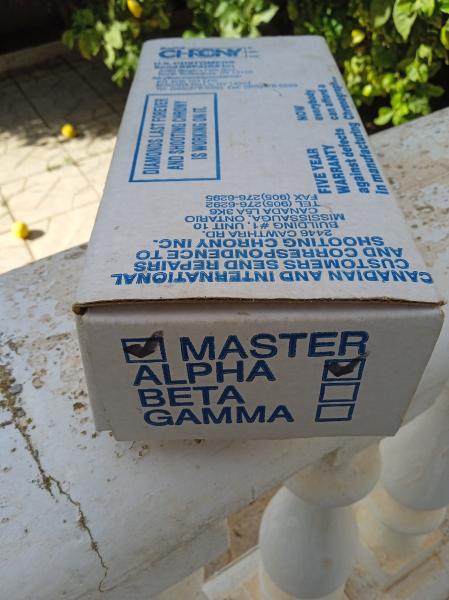 CHRONY
DIAMONDS LAST FOREVER
AND SHOOTING CHRONY
IS WORKING ON IT.
NOW
everybody
can afford a
Chronograph.
FIVE YEAR
WARRANTY
against defects
in manufacturing
CANADIAN AND INTERNATIONAL
CUSTOMERS SEND REPAIRS
AND CORRESPONDENCE TO
SHOOTING CHRONY INC.
2446 CAWTHRA RD.
BUILDING #1, UNIT 10
MISSISSAUGA, ONTARIO
CANADA L5A 3K6
TEL (905)276-6292
FAX (905)276-6295
MASTER
ALPHA
BETA
GAMMA